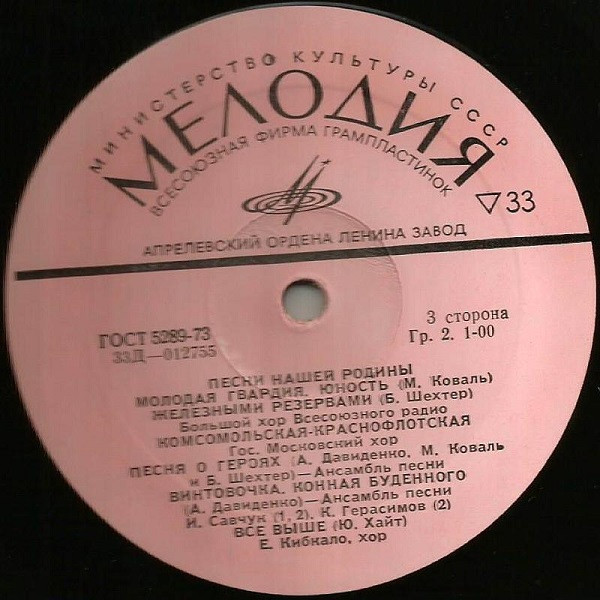 МИНИСТЕРСТВО КУЛЬТУРЫ СССР
МЕЛОДИЯ
ВСЕСОЮЗНАЯ ФИРМА ГРАМПЛАСТИНОК
▽33
АПРЕЛЕВСКИЙ ОРДЕНА ЛЕНИНА ЗАВОД
ГОСТ 5289-73
33Д—012755
3 сторона
Гр. 2. 1-00
ПЕСНИ НАШЕЙ РОДИНЫ
МОЛОДАЯ ГВАРДИЯ. ЮНОСТЬ (М. Коваль)
ЖЕЛЕЗНЫМИ РЕЗЕРВАМИ (Б. Шехтер)
Большой хор Всесоюзного радио
КОМСОМОЛЬСКАЯ-КРАСНОФЛОТСКАЯ
Гос. Московский хор
ПЕСНЯ О ГЕРОЯХ (А. Давиденко, М. Коваль
и Б. Шехтер)—Ансамбль песни
ВИНТОВОЧКА. КОННАЯ БУДЕННОГО
(А. Давиденко)—Ансамбль песни
И. Савчук (1, 2), К. Герасимов (2)
ВСЕ ВЫШЕ (Ю. Хайт)
Е. Кибкало, хор